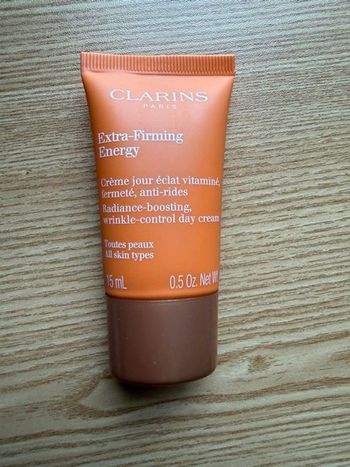 CLARINS
PARIS
Extra-Firming
Energy
Crème jour éclat vitaminé,
fermeté, anti-rides
Radiance-boosting,
wrinkle-control day cream
Toutes peaux
All skin types
15 mL 0.5 Oz. Net Wt